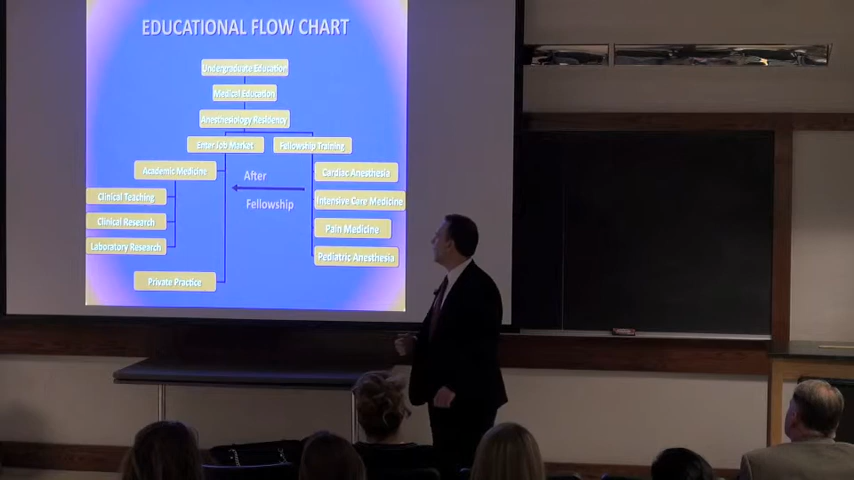 EDUCATIONAL FLOW CHART
Undergraduate Education
Medical Education
Anesthesiology Residency
Enter Job Market
Fellowship Training
Academic Medicine
Clinical Teaching
Clinical Research
Laboratory Research
Private Practice
After
Fellowship
Cardiac Anesthesia
Intensive Care Medicine
Pain Medicine
Pediatric Anesthesia